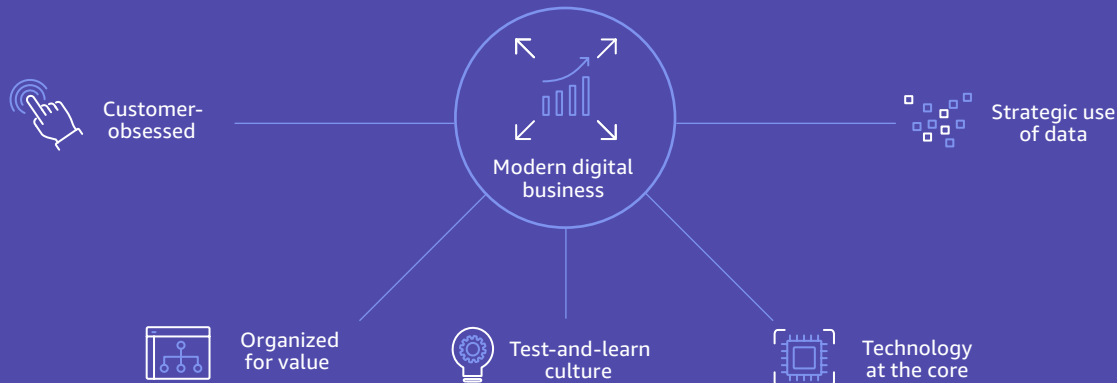 Customer-
obsessed
Modern digital
business
Strategic use
of data
Organized
for value
Test-and-learn
culture
Technology
at the core